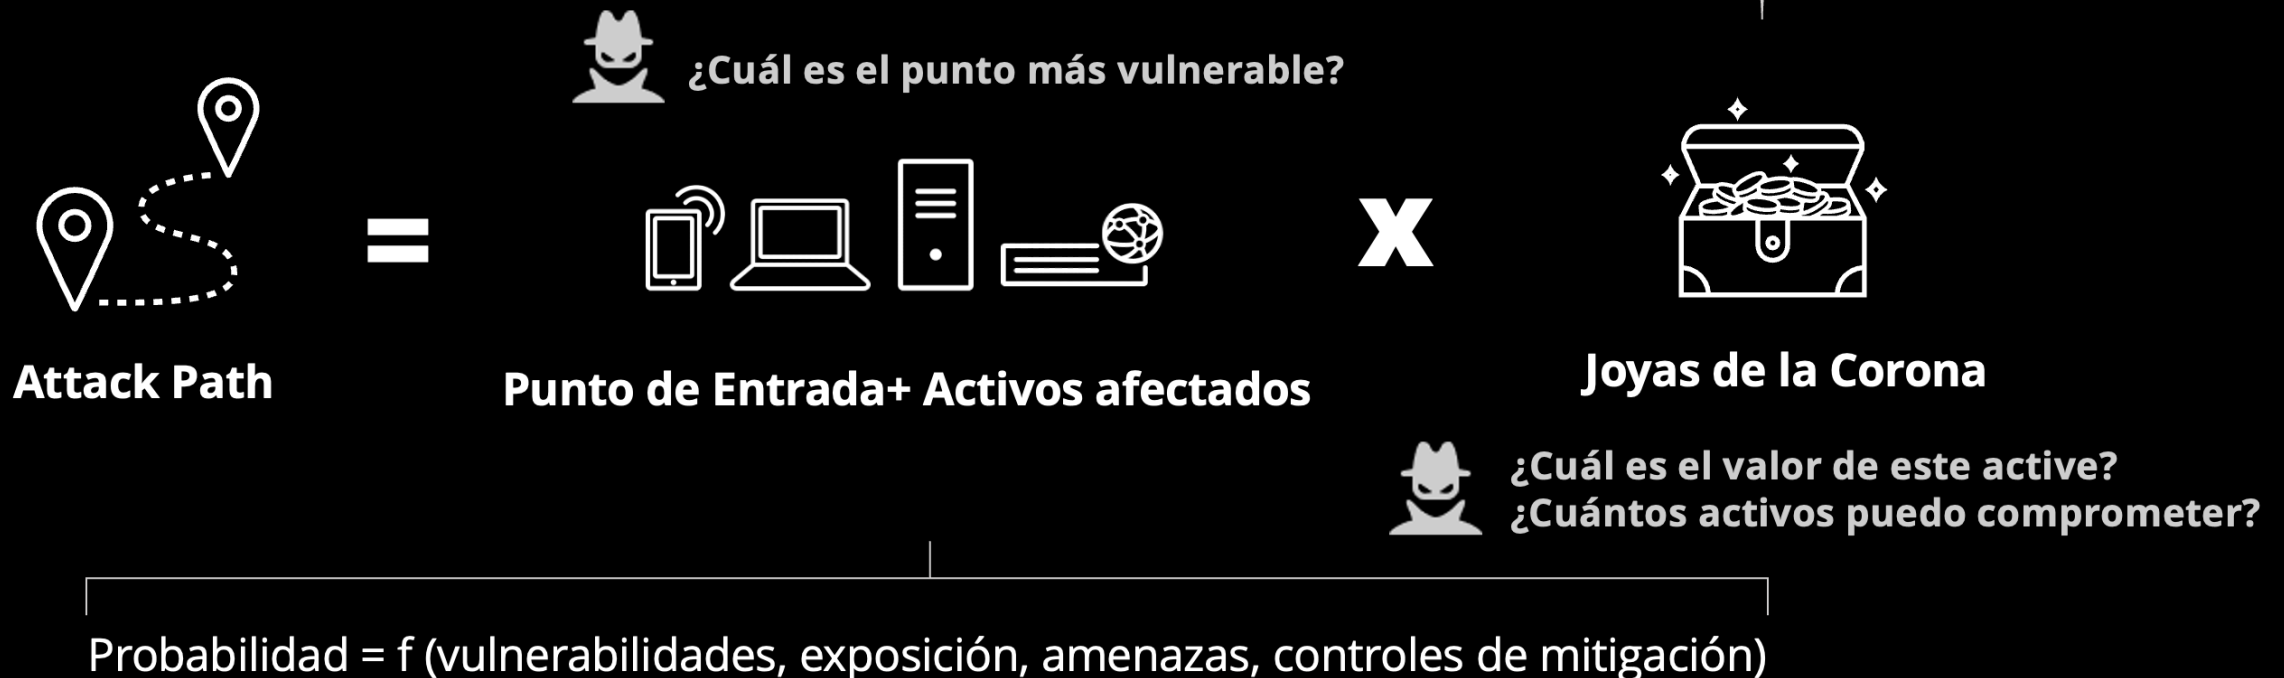 ¿Cuál es el punto más vulnerable?
=
x
Attack Path
Punto de Entrada+ Activos afectados
Joyas de la Corona
¿Cuál es el valor de este active?
¿Cuántos activos puedo comprometer?
Probabilidad = f (vulnerabilidades, exposición, amenazas, controles de mitigación)